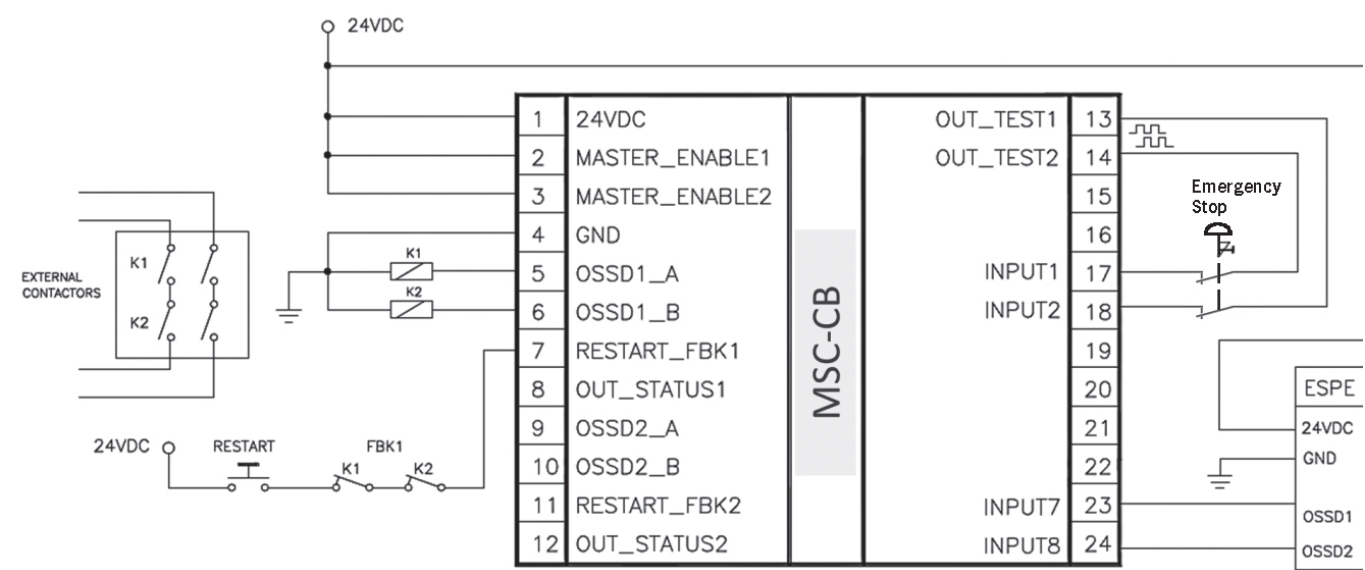 24VDC
1 24VDC
2 MASTER_ENABLE1
3 MASTER_ENABLE2
4 GND
5 OSSD1_A
6 OSSD1_B
7 RESTART_FBK1
8 OUT_STATUS1
9 OSSD2_A
10 OSSD2_B
11 RESTART_FBK2
12 OUT_STATUS2
MSC-CB
OUT_TEST1 13
OUT_TEST2 14
15
16
INPUT1 17
INPUT2 18
19
20
21
22
INPUT7 23
INPUT8 24
K1
K2
EXTERNAL
CONTACTORS
K1
K2
24VDC
RESTART
FBK1
K1
K2
Emergency
Stop
ESPE
24VDC
GND
OSSD1
OSSD2